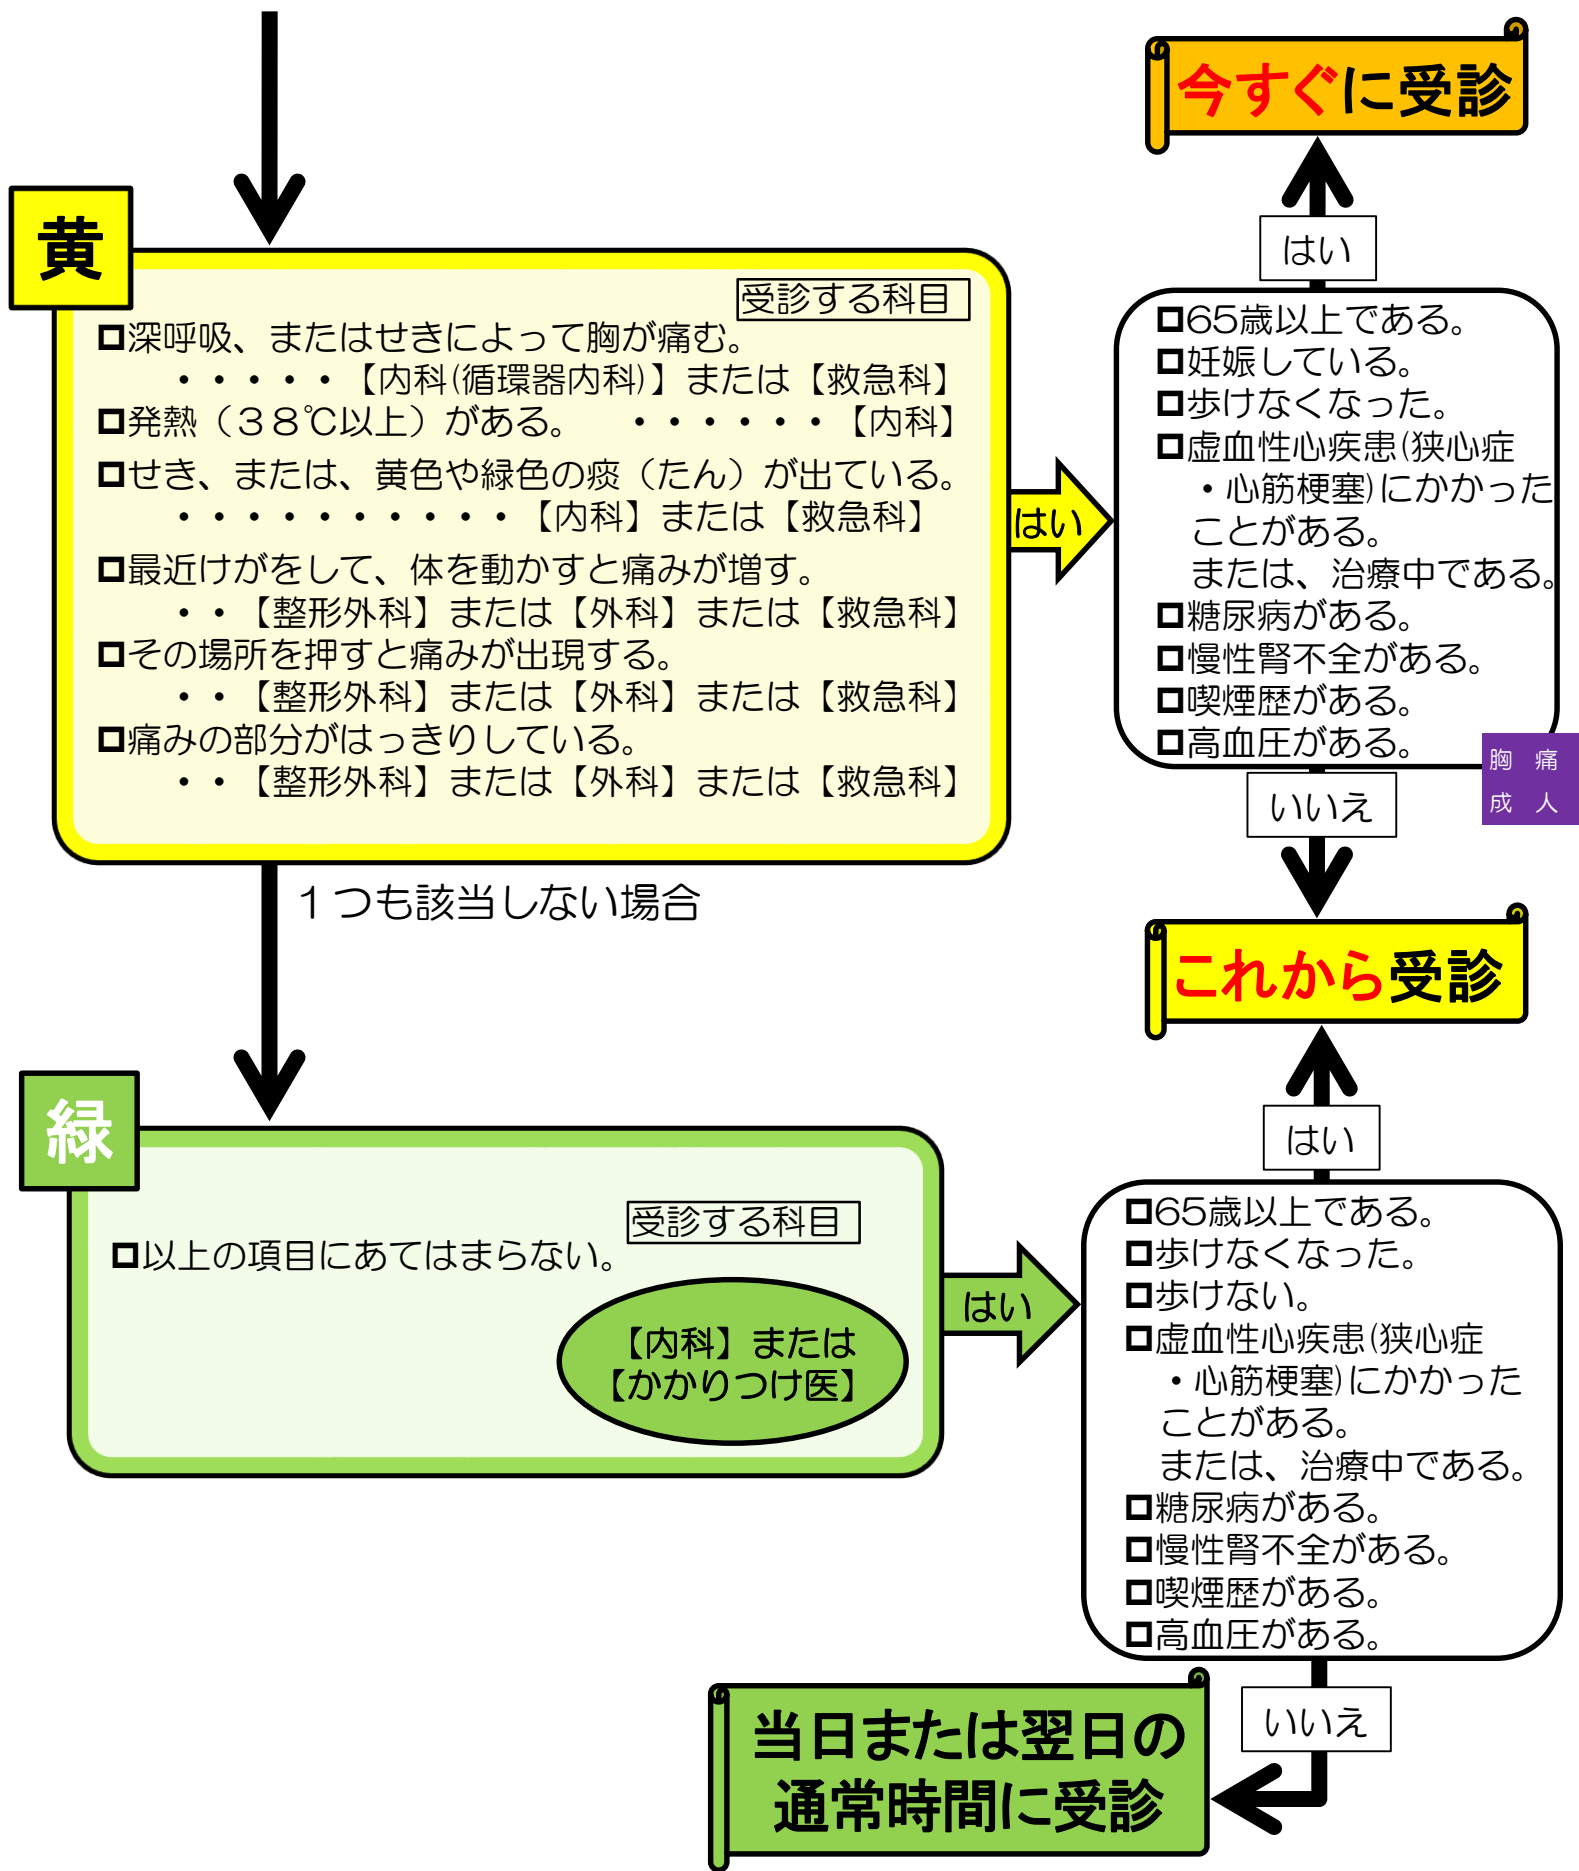 今すぐに受診
はい
黄
受診する科目
深呼吸、またはせきによって胸が痛む。
・・・・・【内科(循環器内科)】または【救急科】
発熱（３８℃以上）がある。　・・・・・・【内科】
せき、または、黄色や緑色の痰（たん）が出ている。
・・・・・・・・・・【内科】または【救急科】
最近けがをして、体を動かすと痛みが増す。
・・【整形外科】または【外科】または【救急科】
その場所を押すと痛みが出現する。
・・【整形外科】または【外科】または【救急科】
痛みの部分がはっきりしている。
・・【整形外科】または【外科】または【救急科】
はい
65歳以上である。
妊娠している。
歩けなくなった。
虚血性心疾患(狭心症
・心筋梗塞)にかかった
ことがある。
または、治療中である。
糖尿病がある。
慢性腎不全がある。
喫煙歴がある。
高血圧がある。
胸　痛
成　人
いいえ
１つも該当しない場合
これから受診
はい
緑
受診する科目
以上の項目にあてはまらない。
【内科】または
【かかりつけ医】
はい
65歳以上である。
歩けなくなった。
歩けない。
虚血性心疾患(狭心症
・心筋梗塞)にかかった
ことがある。
または、治療中である。
糖尿病がある。
慢性腎不全がある。
喫煙歴がある。
高血圧がある。
いいえ
当日または翌日の
通常時間に受診